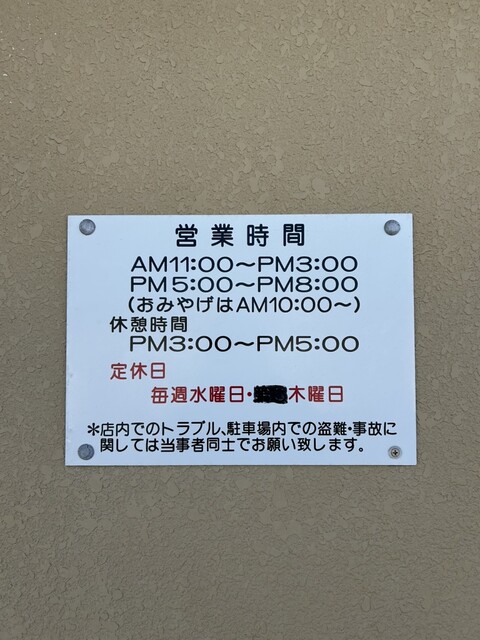 営業時間
AM11:00～PM3:00
PM5:00～PM8:00
(おみやげはAM10:00～)
休憩時間
PM3:00～PM5:00
定休日
毎週水曜日・木曜日
＊店内でのトラブル、駐車場内での盗難・事故に
関しては当事者同士でお願い致します。